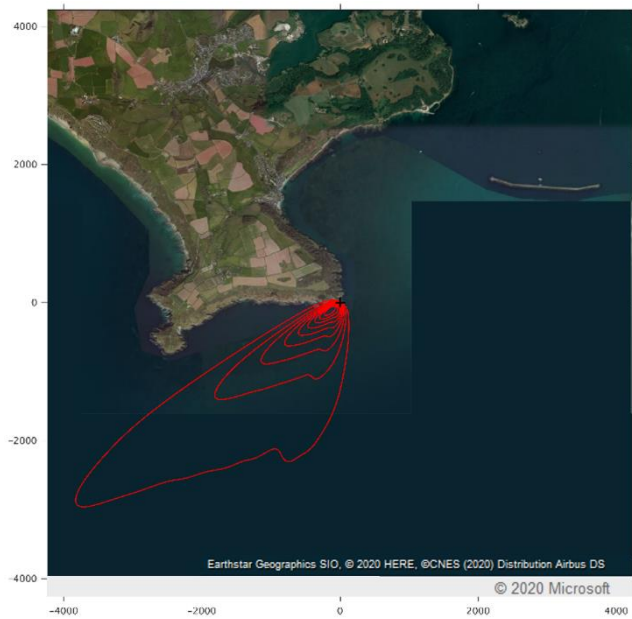 4000
2000
0
−2000
−4000
Earthstar Geographics SIO, © 2020 HERE, ©CNES (2020) Distribution Airbus DS
© 2020 Microsoft
−4000 −2000 0 2000 4000